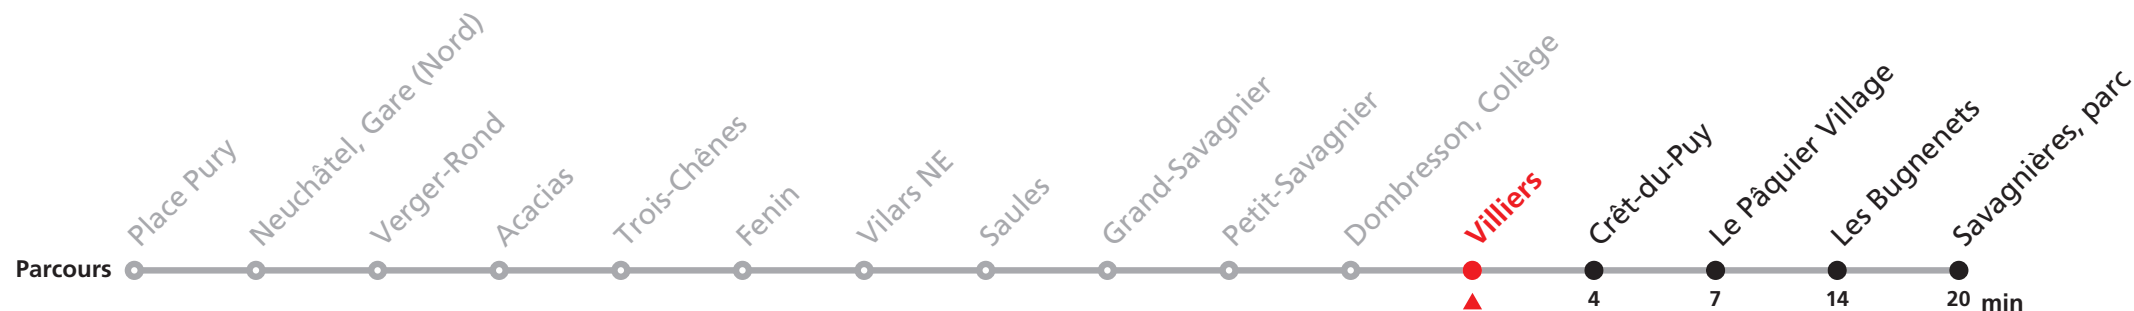 Place Pury
Neuchâtel, Gare (Nord)
Verger-Rond
Acacias
Trois-Chênes
Fenin
Vilars NE
Saules
Grand-Savagnier
Petit-Savagnier
Dombresson, Collège
Villiers
Crêt-du-Puy
Le Pâquier Village
Les Bugnenets
Savagnières, parc
Parcours
4 7 14 20 min